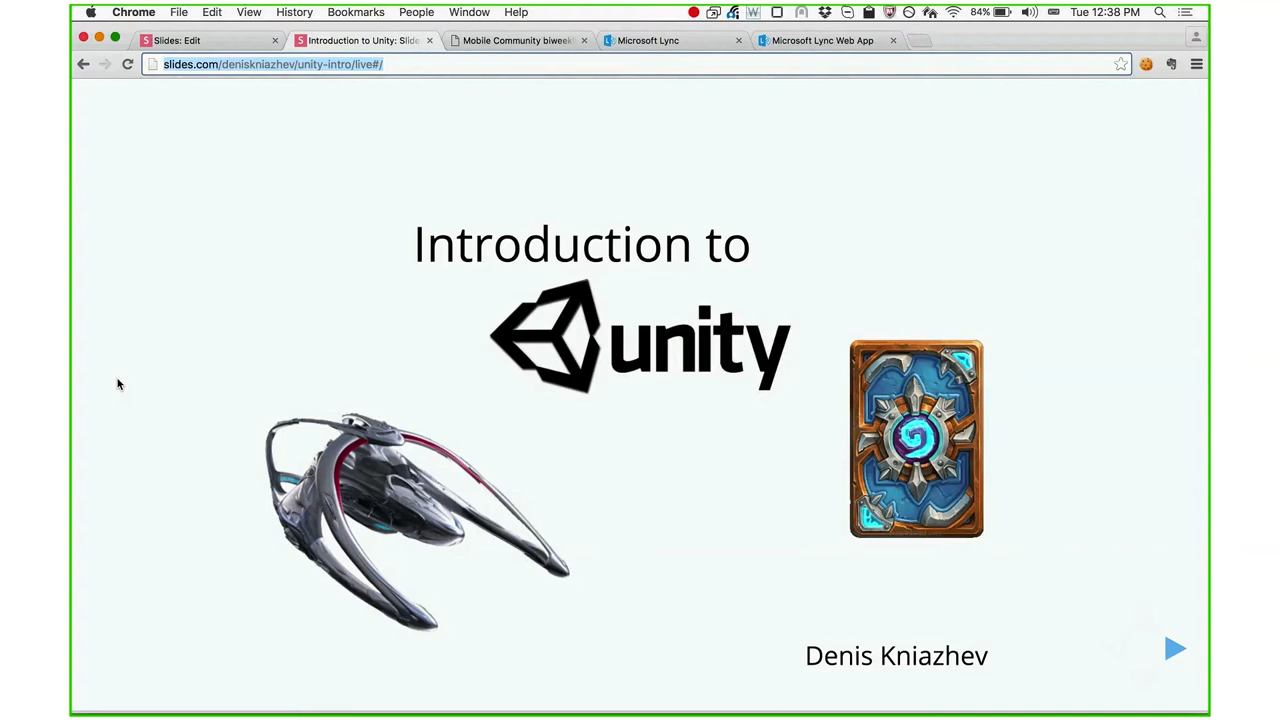 Chrome File Edit View History Bookmarks People Window Help 84% Tue 12:38 PM
Slides: Edit Introduction to Unity: Slide Mobile Community biweekl Microsoft Lync Microsoft Lync Web App
slides.com/deniskniazhev/unity-intro/live#/
Introduction to
unity
Denis Kniazhev